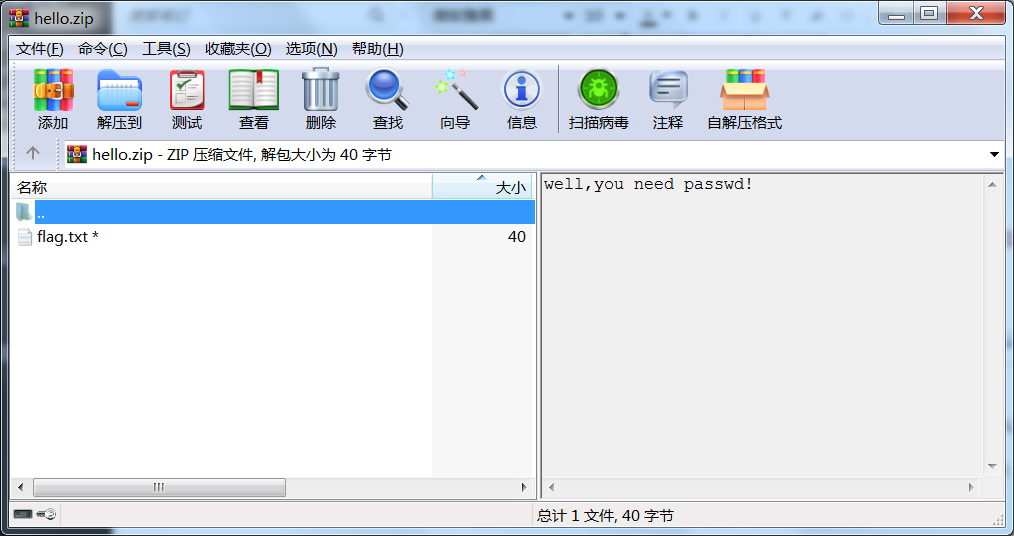 hello.zip
文件(F) 命令(C) 工具(S) 收藏夹(O) 选项(N) 帮助(H)
添加 解压到 测试 查看 删除 查找 向导 信息 扫描病毒 注释 自解压格式
hello.zip - ZIP 压缩文件, 解包大小为 40 字节
名称 大小
..
flag.txt * 40
well,you need passwd!
总计 1 文件, 40 字节